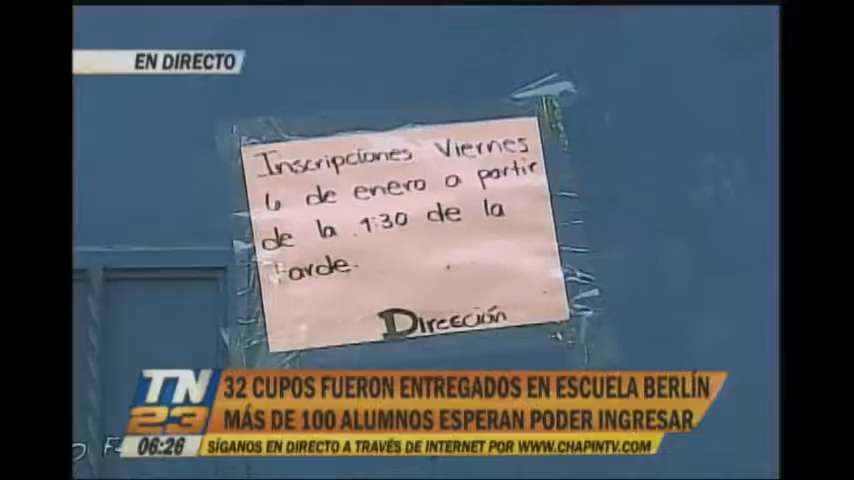 EN DIRECTO
Inscripciones Viernes
6 de enero a partir
de la 1:30 de la
tarde.
Dirección
TN
23
32 CUPOS FUERON ENTREGADOS EN ESCUELA BERLÍN
MÁS DE 100 ALUMNOS ESPERAN PODER INGRESAR
06:26
SÍGANOS EN DIRECTO A TRAVÉS DE INTERNET POR WWW.CHAPINTV.COM